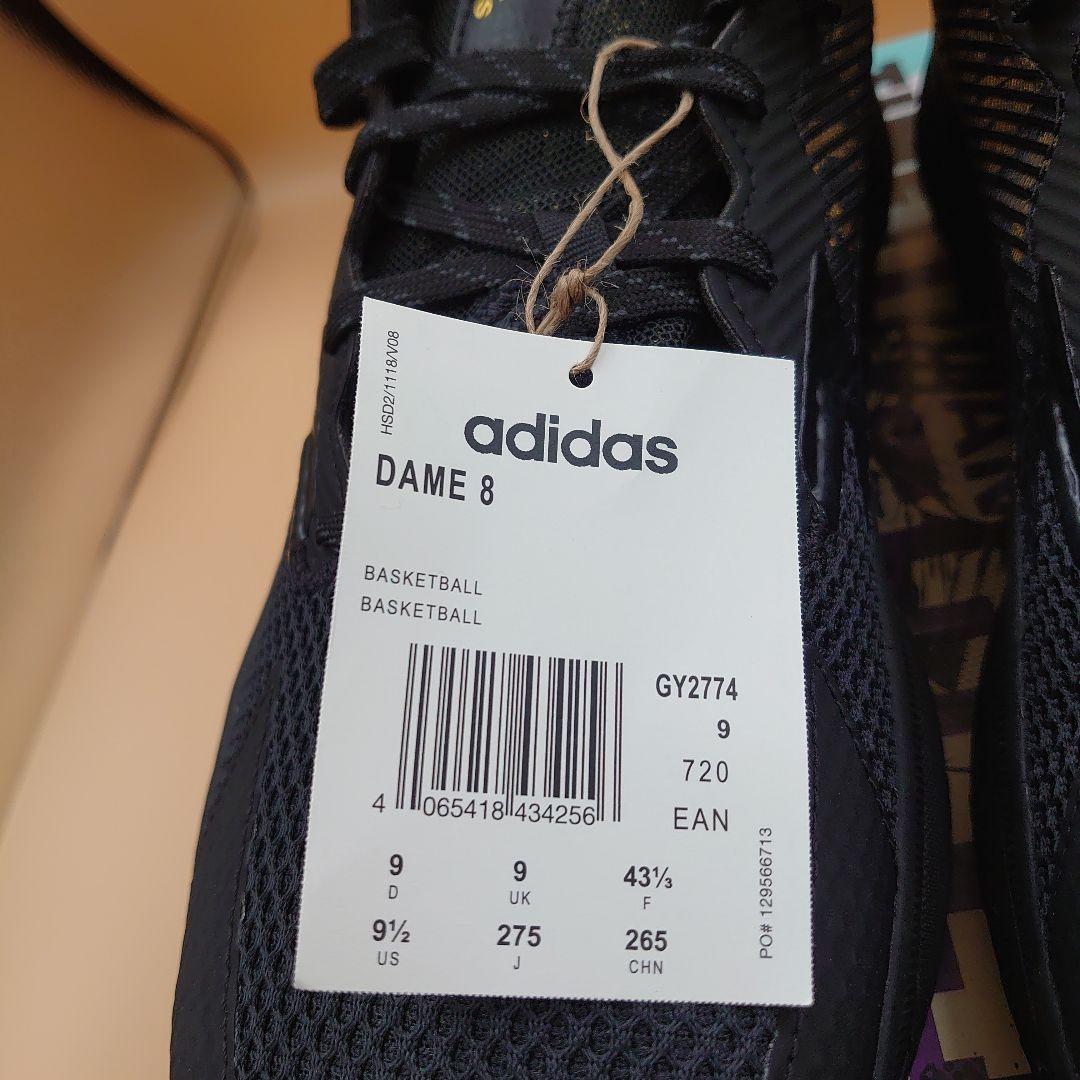 HSD2/1118/V08
adidas
DAME 8
BASKETBALL
BASKETBALL
GY2774
9
720
EAN
4 065418 434256
9 9 43⅓
D UK F
9½ 275 265
US J CHN
PO# 129566713